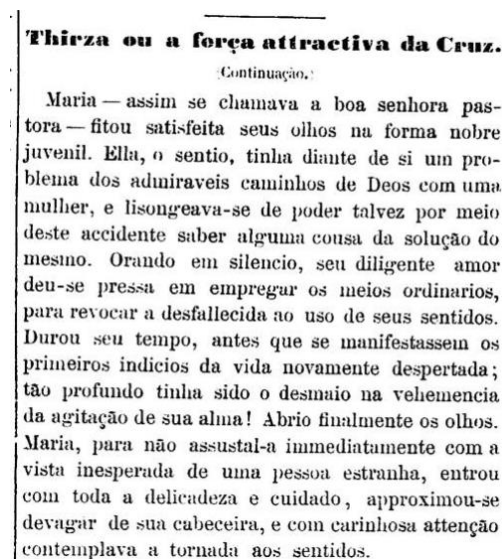 Thirza ou a força attractiva da Cruz.
(Continuação.)
Maria — assim se chamava a boa senhora pas-
tora — fitou satisfeita seus olhos na forma nobre
juvenil. Ella, o sentio, tinha diante de si um pro-
blema dos admiraveis caminhos de Deos com uma
mulher, e lisongeava-se de poder talvez por meio
deste accidente saber alguma cousa da solução do
mesmo. Orando em silencio, seu diligente amor
deu-se pressa em empregar os meios ordinarios,
para revocar a desfallecida ao uso de seus sentidos.
Durou seu tempo, antes que se manifestassem os
primeiros indicios da vida novamente despertada;
tão profundo tinha sido o desmaio na vehemencia
da agitação de sua alma! Abrio finalmente os olhos.
Maria, para não assustal-a immediatamente com a
vista inesperada de uma pessoa estranha, entrou
com toda a delicadeza e cuidado, approximou-se
devagar de sua cabeceira, e com carinhosa attenção
contemplava a tornada aos sentidos.